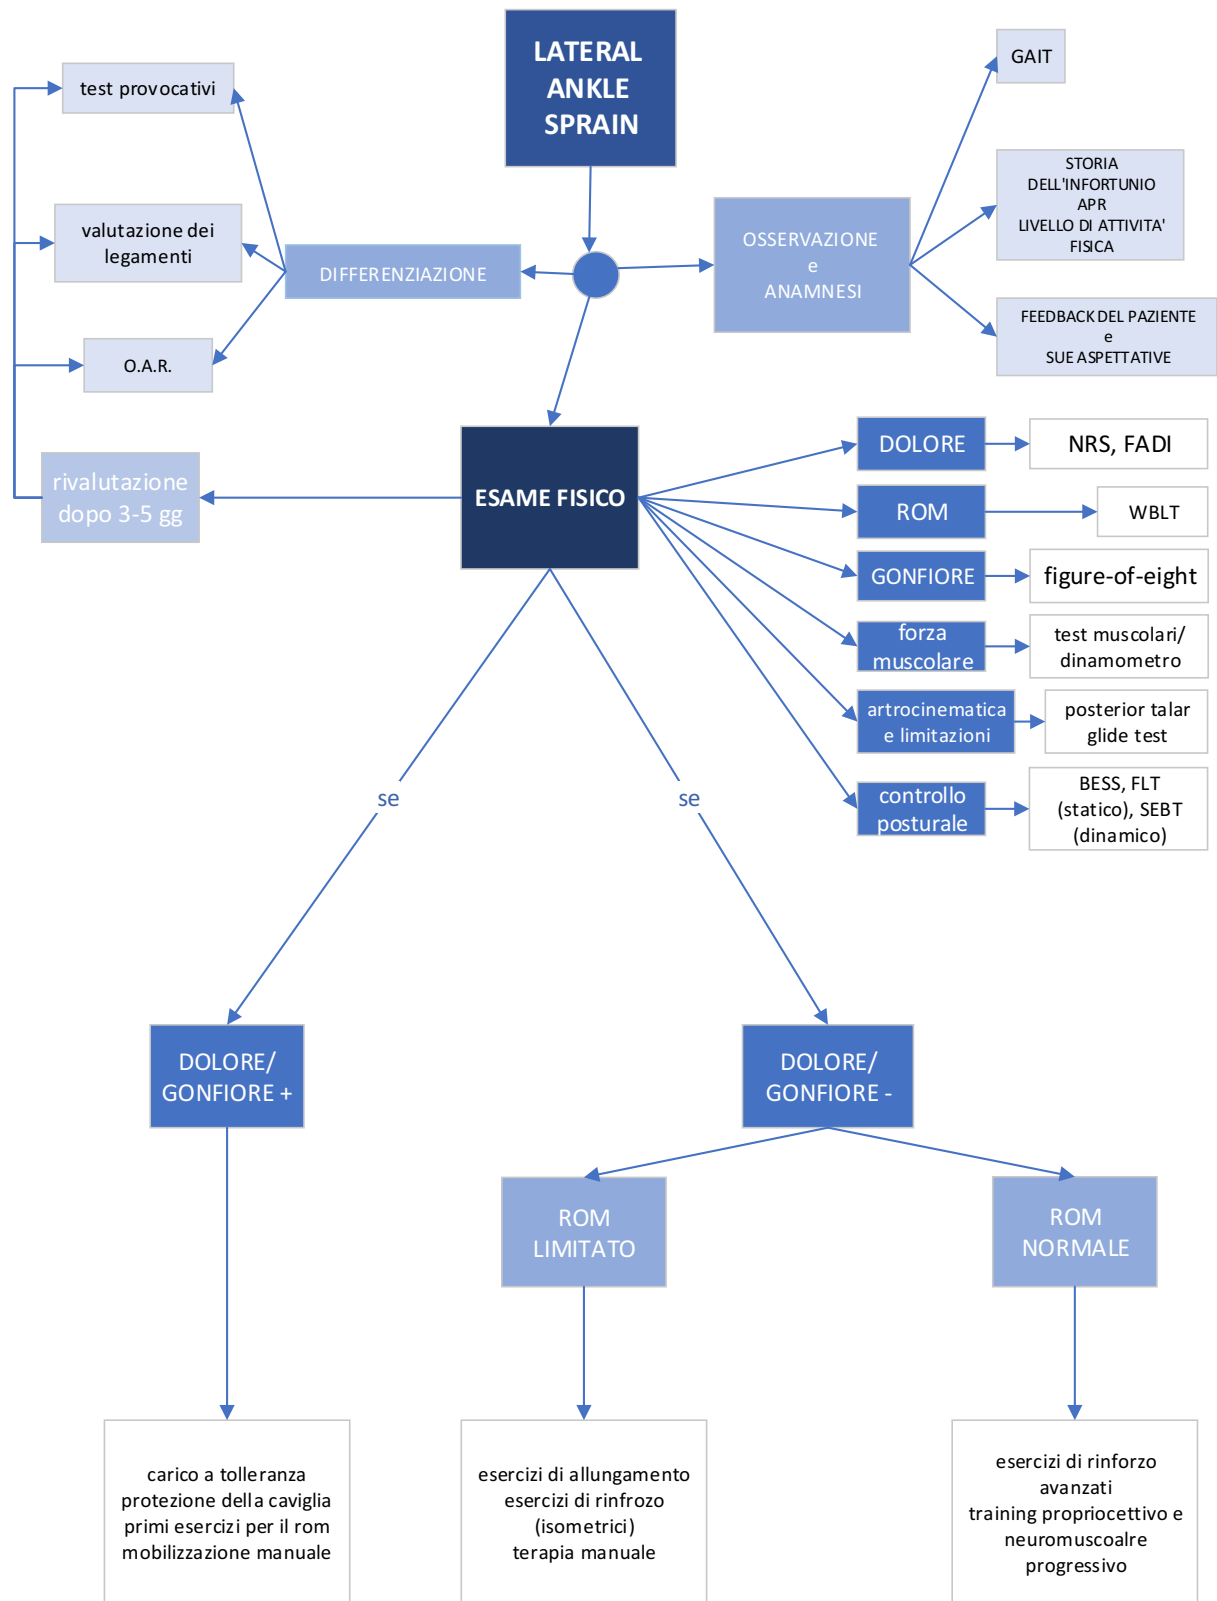 LATERAL
ANKLE
SPRAIN
GAIT
test provocativi
STORIA
DELL'INFORTUNIO
APR
LIVELLO DI ATTIVITA'
FISICA
valutazione dei
legamenti
OSSERVAZIONE
e
ANAMNESI
DIFFERENZIAZIONE
FEEDBACK DEL PAZIENTE
e
SUE ASPETTATIVE
O.A.R.
rivalutazione
dopo 3-5 gg
ESAME FISICO
DOLORE
NRS, FADI
ROM
WBLT
GONFIORE
figure-of-eight
forza
muscolare
test muscolari/
dinamometro
artrocinematica
e limitazioni
posterior talar
glide test
controllo
posturale
BESS, FLT
(statico), SEBT
(dinamico)
se
se
DOLORE/
GONFIORE +
DOLORE/
GONFIORE -
ROM
LIMITATO
ROM
NORMALE
carico a tolleranza
protezione della caviglia
primi esercizi per il rom
mobilizzazione manuale
esercizi di allungamento
esercizi di rinfrozo
(isometrici)
terapia manuale
esercizi di rinforzo
avanzati
training propriocettivo e
neuromuscoalre
progressivo